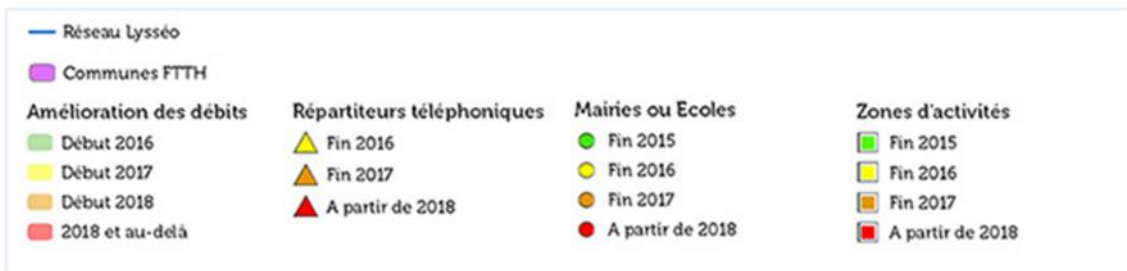 Réseau Lysséo
Communes FTTH
Amélioration des débits
Début 2016
Début 2017
Début 2018
2018 et au-delà
Répartiteurs téléphoniques
Fin 2016
Fin 2017
A partir de 2018
Mairies ou Ecoles
Fin 2015
Fin 2016
Fin 2017
A partir de 2018
Zones d'activités
Fin 2015
Fin 2016
Fin 2017
A partir de 2018